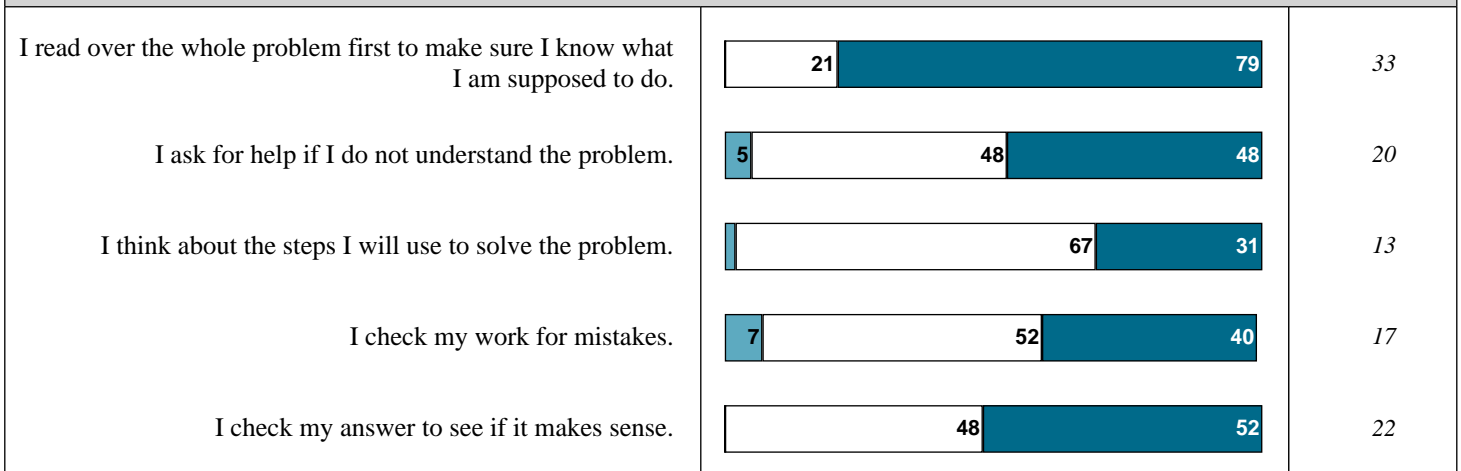 I read over the whole problem first to make sure I know what
I am supposed to do.
21 79 33
I ask for help if I do not understand the problem.
5 48 48 20
I think about the steps I will use to solve the problem.
67 31 13
I check my work for mistakes.
7 52 40 17
I check my answer to see if it makes sense.
48 52 22